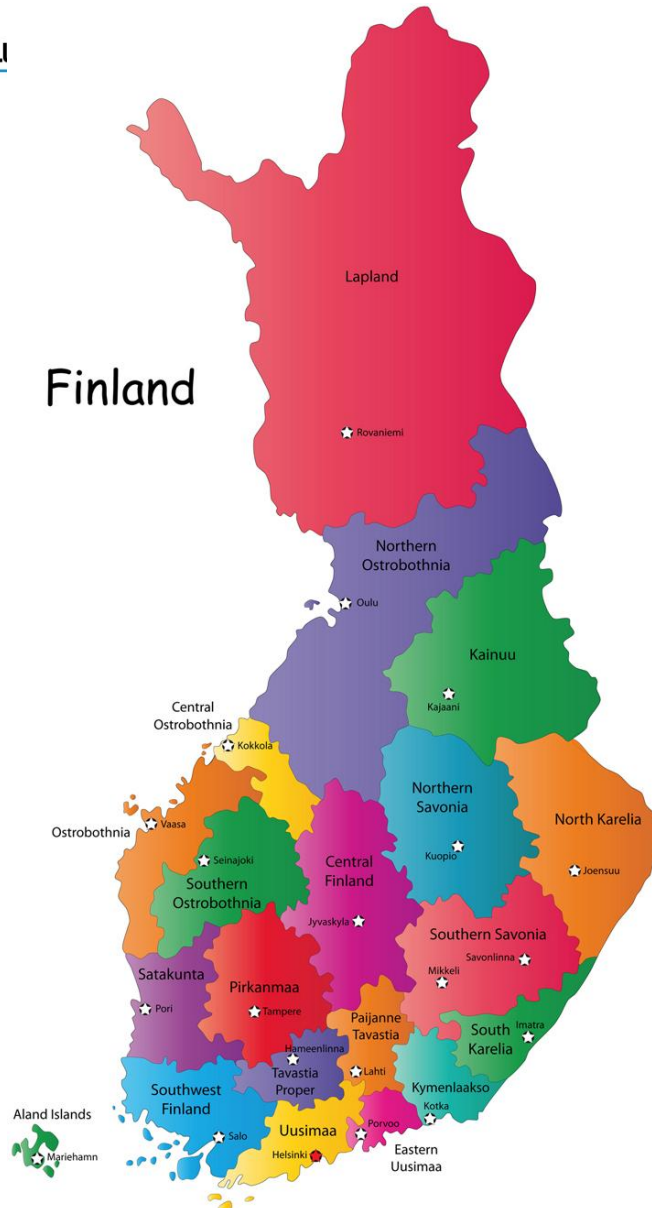 Lapland
Finland
Rovaniemi
Northern
Ostrobothnia
Oulu
Kainuu
Kajaani
Central
Ostrobothnia
Kokkola
Northern
Savonia
Kuopio
North Karelia
Joensuu
Ostrobothnia
Vaasa
Seinajoki
Southern
Ostrobothnia
Central
Finland
Jyvaskyla
Southern Savonia
Savonlinna
Mikkeli
Satakunta
Pori
Pirkanmaa
Tampere
Paijanne
Tavastia
Lahti
South
Karelia
Imatra
Hameenlinna
Tavastia
Proper
Kymenlaakso
Kotka
Southwest
Finland
Salo
Uusimaa
Helsinki
Porvoo
Eastern
Uusimaa
Aland Islands
Mariehamn